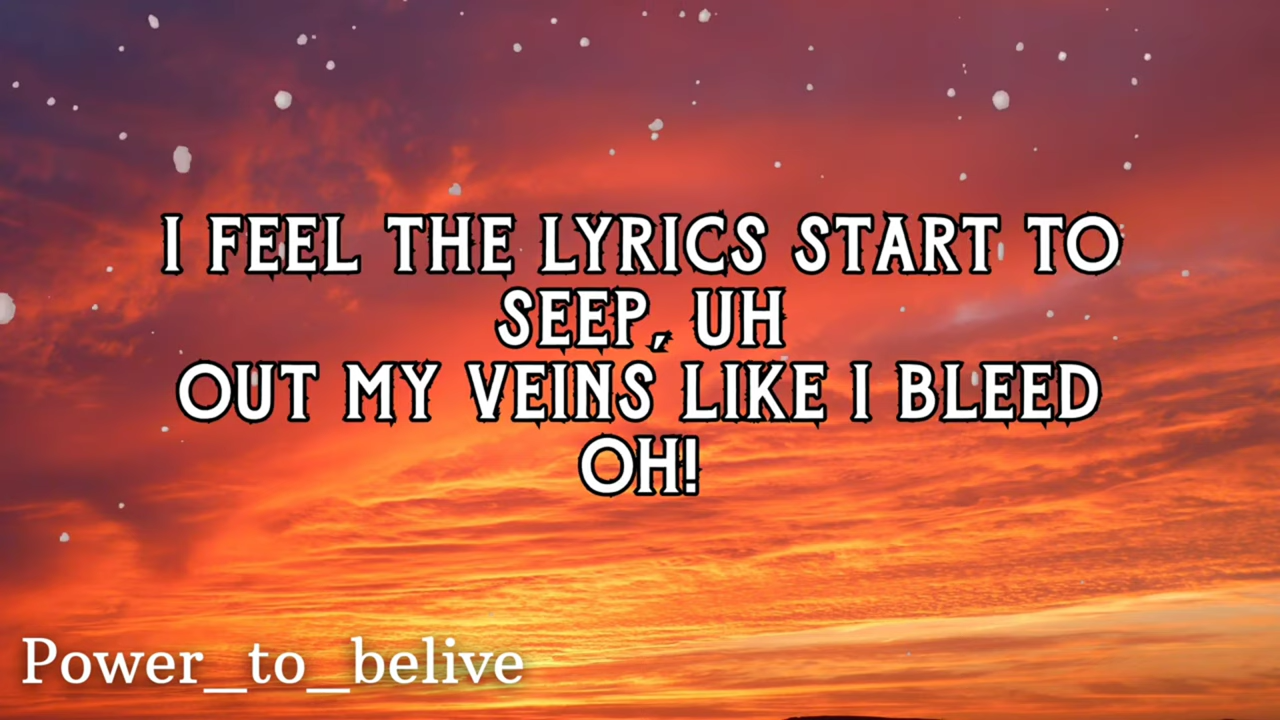 I FEEL THE LYRICS START TO
SEEP, UH
OUT MY VEINS LIKE I BLEED
OH!
Power_to_belive